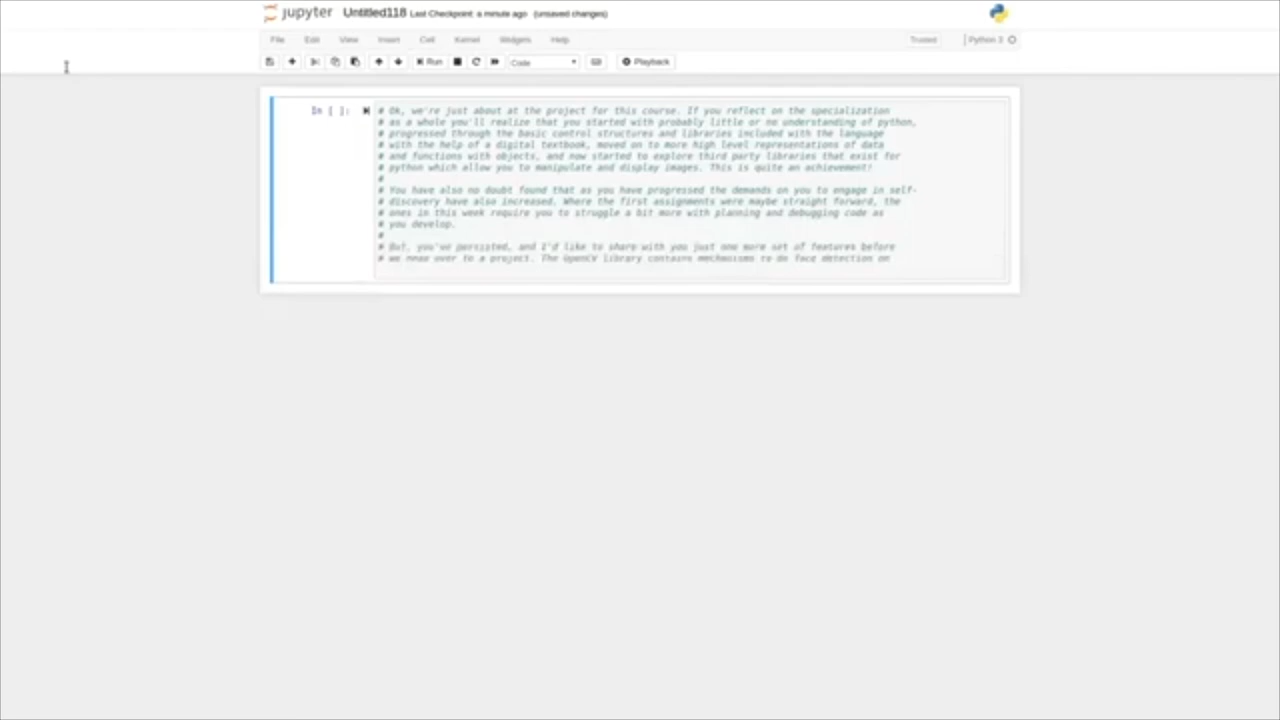 jupyter Untitled118 Last Checkpoint: a minute ago (unsaved changes)
File Edit View Insert Cell Kernel Widgets Help Trusted Python 3
Run Code Playback
In [ ]:
# Ok, we're just about at the project for this course. If you reflect on the specialization
# as a whole you'll realize that you started with probably little or no understanding of python,
# progressed through the basic control structures and libraries included with the language
# with the help of a digital textbook, moved on to more high level representations of data
# and functions with objects, and now started to explore third party libraries that exist for
# python which allow you to manipulate and display images. This is quite an achievement!
#
# You have also no doubt found that as you have progressed the demands on you to engage in self-
# discovery have also increased. Where the first assignments were maybe straight forward, the
# ones in this week require you to struggle a bit more with planning and debugging code as
# you develop.
#
# But, you've persisted, and I'd like to share with you just one more set of features before
# we move over to a project. The OpenCV library contains mechanisms to do face detection on